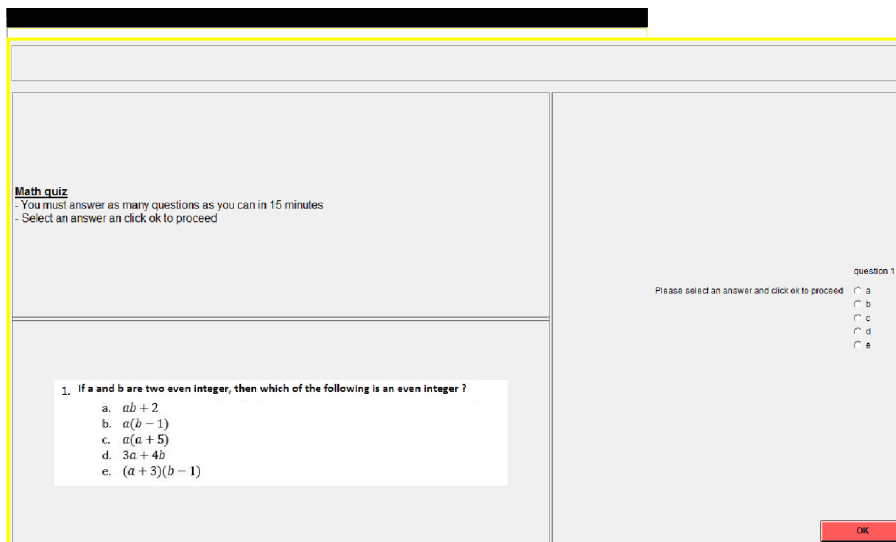 Math quiz
- You must answer as many questions as you can in 15 minutes
- Select an answer an click ok to proceed
1. If a and b are two even integer, then which of the following is an even integer ?
a. ab + 2
b. a(b − 1)
c. a(a + 5)
d. 3a + 4b
e. (a + 3)(b − 1)
question 1
Please select an answer and click ok to proceed a
b
c
d
e
OK